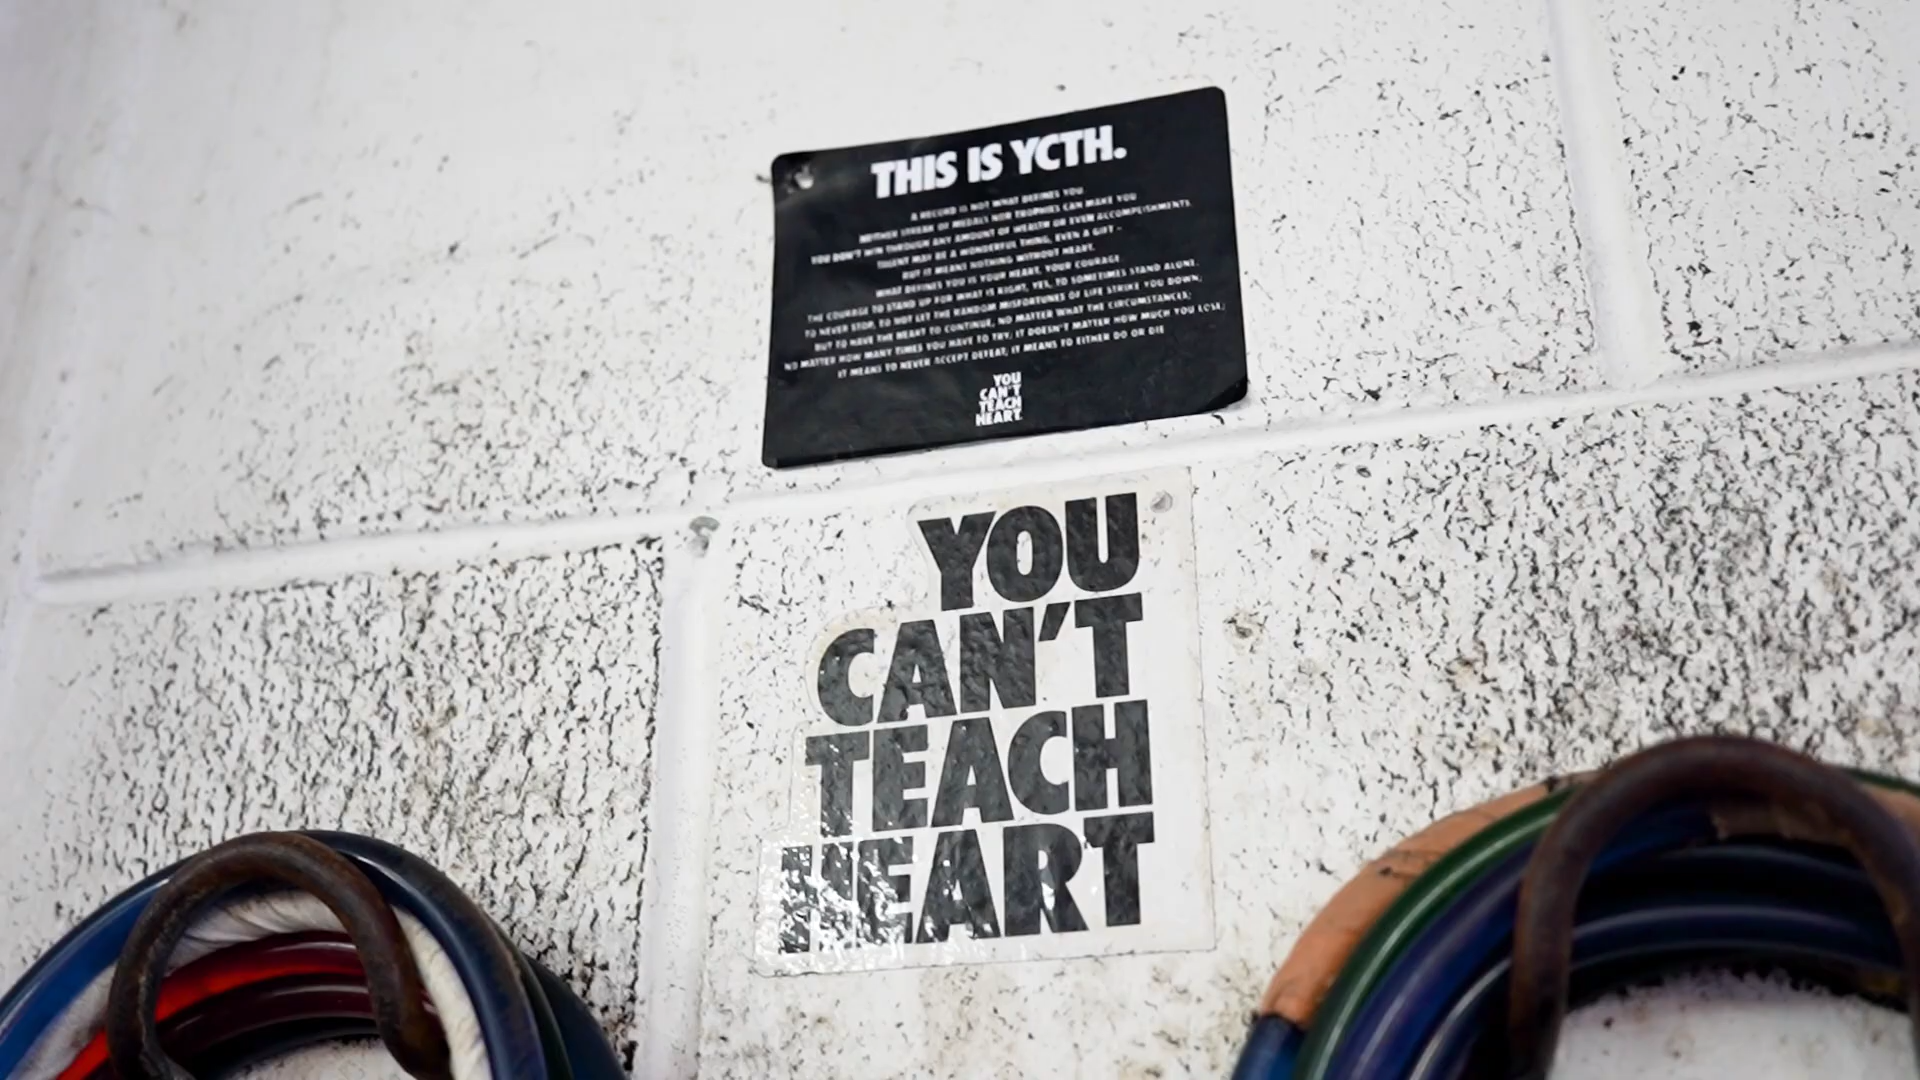 THIS IS YCTH.
A RECORD IS NOT WHAT DEFINES YOU
NEITHER STREAK OF MEDALS NOR TROPHIES CAN MAKE YOU
YOU DON'T WIN THROUGH ANY AMOUNT OF WEALTH OR EVEN ACCOMPLISHMENTS.
TALENT MAY BE A WONDERFUL THING, EVEN A GIFT –
BUT IT MEANS NOTHING WITHOUT HEART.
WHAT DEFINES YOU IS YOUR HEART, YOUR COURAGE
THE COURAGE TO STAND UP FOR WHAT IS RIGHT, YES, TO SOMETIMES STAND ALONE.
TO NEVER STOP, TO NOT LET THE RANDOM MISFORTUNES OF LIFE STRIKE YOU DOWN;
BUT TO HAVE THE HEART TO CONTINUE, NO MATTER WHAT THE CIRCUMSTANCES;
NO MATTER HOW MANY TIMES YOU HAVE TO TRY; IT DOESN'T MATTER HOW MUCH YOU LOSE;
IT MEANS TO NEVER ACCEPT DEFEAT; IT MEANS TO EITHER DO OR DIE
YOU
CAN'T
TEACH
HEART.
YOU
CAN'T
TEACH
HEART